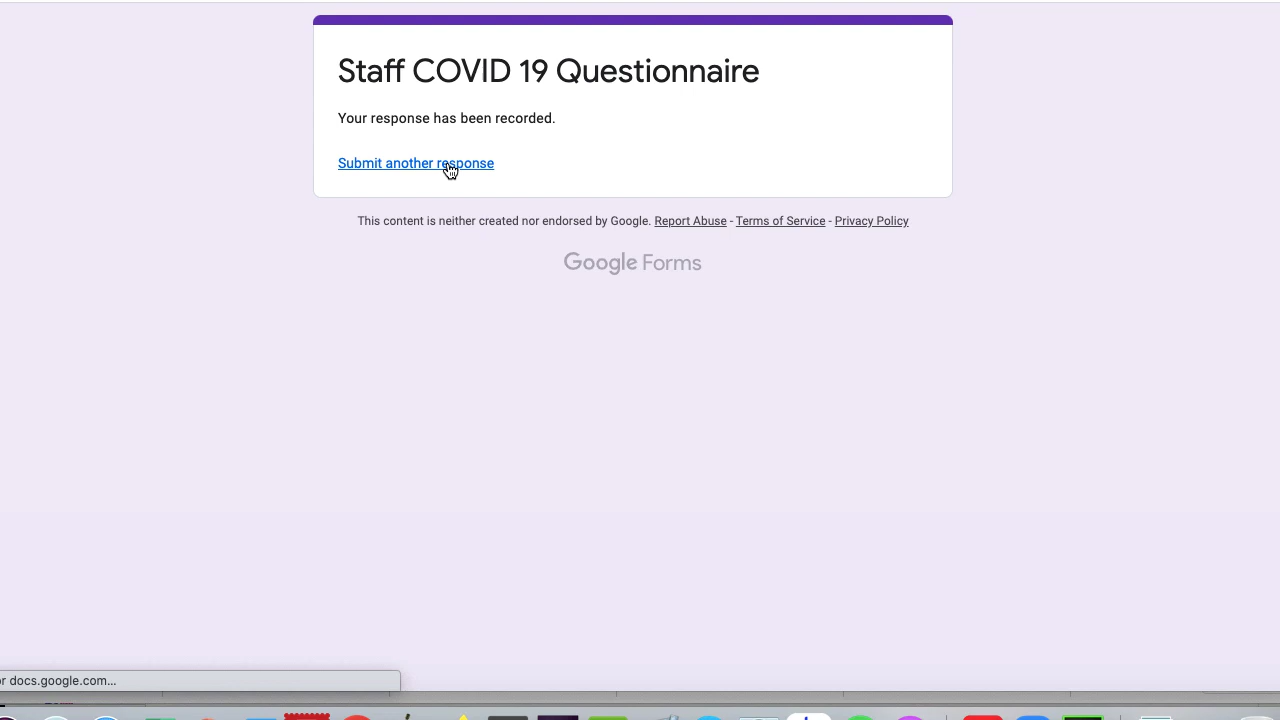 Staff COVID 19 Questionnaire
Your response has been recorded.
Submit another response
This content is neither created nor endorsed by Google. Report Abuse - Terms of Service - Privacy Policy
Google Forms
docs.google.com...